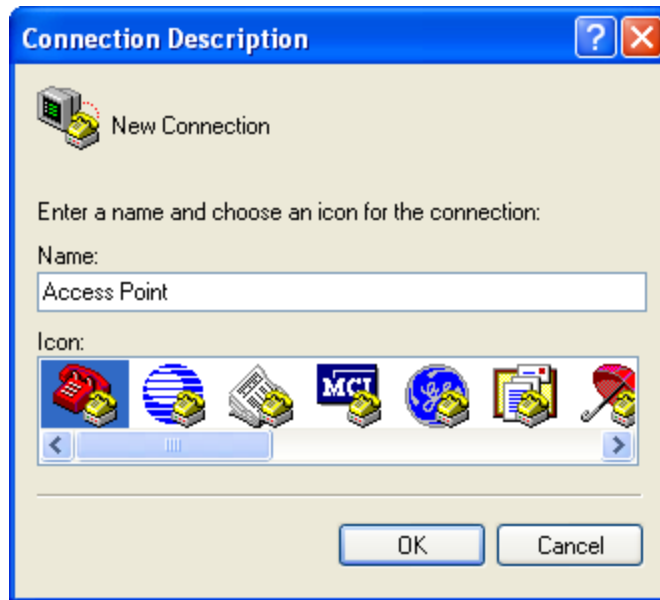 Connection Description
?
New Connection
Enter a name and choose an icon for the connection:
Name:
Access Point
Icon:
MCI
OK
Cancel